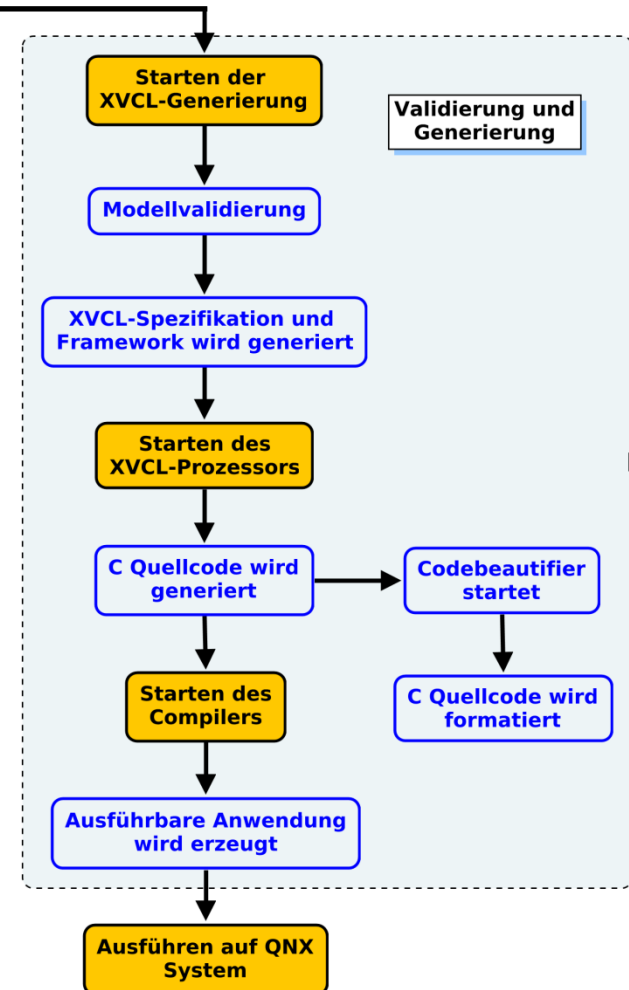 Starten der
XVCL-Generierung
Validierung und
Generierung
Modellvalidierung
XVCL-Spezifikation und
Framework wird generiert
Starten des
XVCL-Prozessors
C Quellcode wird
generiert
Codebeautifier
startet
Starten des
Compilers
C Quellcode wird
formatiert
Ausführbare Anwendung
wird erzeugt
Ausführen auf QNX
System